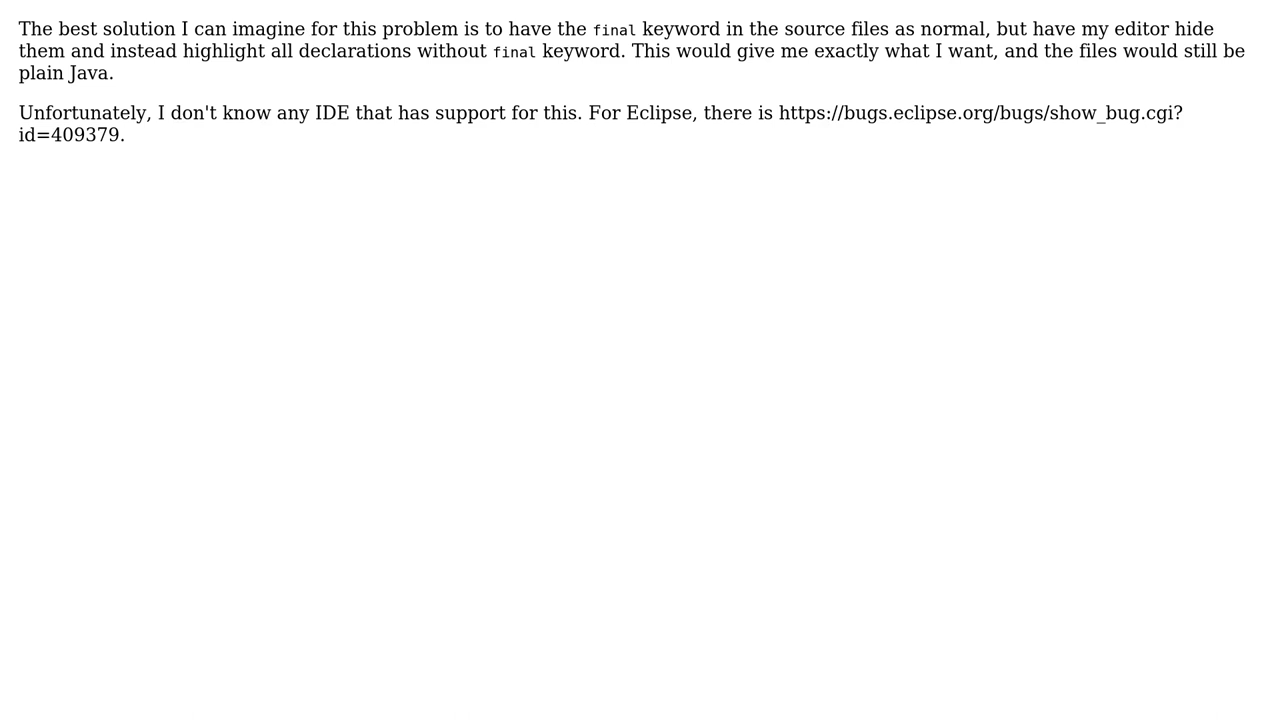 The best solution I can imagine for this problem is to have the final keyword in the source files as normal, but have my editor hide
them and instead highlight all declarations without final keyword. This would give me exactly what I want, and the files would still be
plain Java.
Unfortunately, I don't know any IDE that has support for this. For Eclipse, there is https://bugs.eclipse.org/bugs/show_bug.cgi?
id=409379.